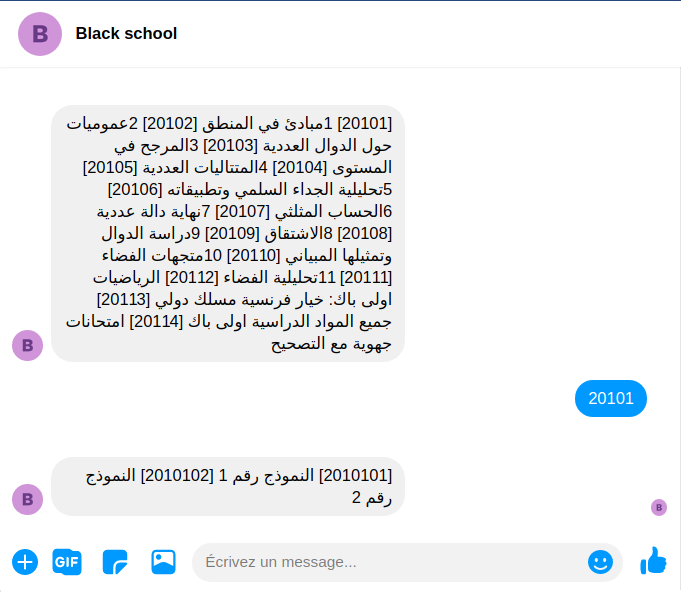 B
Black school
[20101] 1مبادئ في المنطق [20102] 2عموميات
حول الدوال العددية [20103] 3المرجح في
المستوى [20104] 4المتتاليات العددية [20105]
5تحليلية الجداء السلمي وتطبيقاته [20106]
6الحساب المثلثي [20107] 7نهاية دالة عددية
[20108] 8الاشتقاق [20109] 9دراسة الدوال
وتمثيلها المبياني [20110] 10متجهات الفضاء
[20111] 11تحليلية الفضاء [20112] الرياضيات
اولى باك: خيار فرنسية مسلك دولي [20113]
جميع المواد الدراسية اولى باك [20114] امتحانات
جهوية مع التصحيح
B
20101
[2010101] النموذج رقم 1 [2010102] النموذج
رقم 2
B
B
GIF
Écrivez un message...